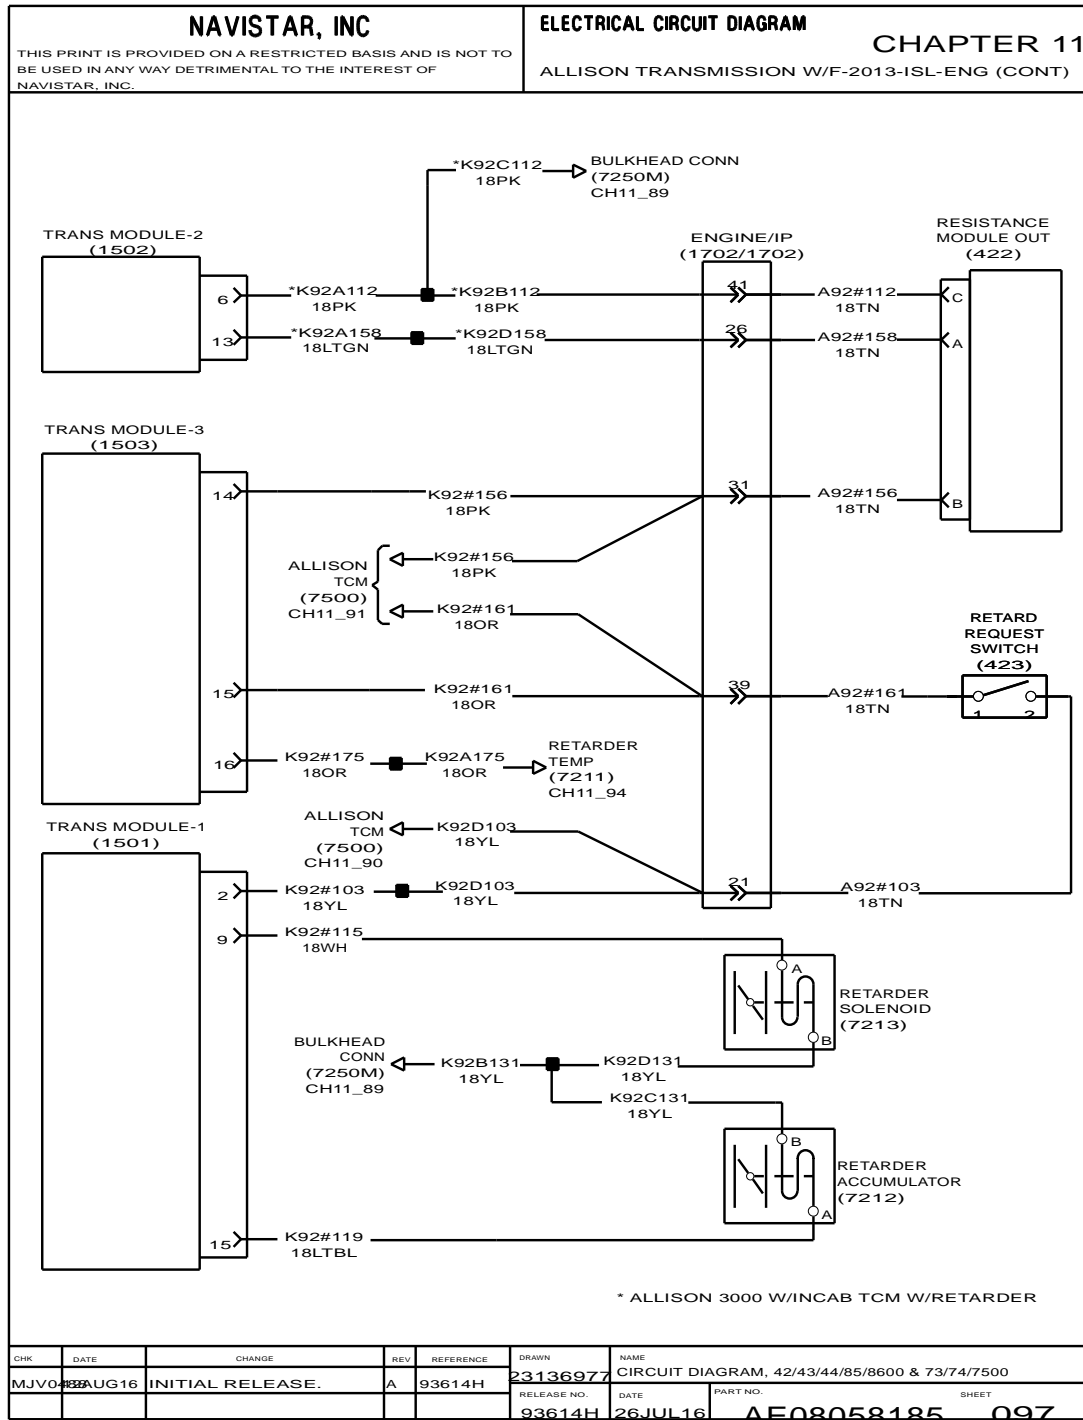 NAVISTAR, INC
THIS PRINT IS PROVIDED ON A RESTRICTED BASIS AND IS NOT TO
BE USED IN ANY WAY DETRIMENTAL TO THE INTEREST OF
NAVISTAR, INC.
ELECTRICAL CIRCUIT DIAGRAM
CHAPTER 11
ALLISON TRANSMISSION W/F-2013-ISL-ENG (CONT)
*K92C112
18PK
BULKHEAD CONN
(7250M)
CH11_89
TRANS MODULE-2
(1502)
ENGINE/IP
(1702/1702)
RESISTANCE
MODULE OUT
(422)
6
*K92A112
18PK
*K92B112
18PK
41
A92#112
18TN
C
13
*K92A158
18LTGN
*K92D158
18LTGN
26
A92#158
18TN
A
TRANS MODULE-3
(1503)
14
K92#156
18PK
31
A92#156
18TN
B
ALLISON
TCM
(7500)
CH11_91
K92#156
18PK
K92#161
18OR
RETARD
REQUEST
SWITCH
(423)
1 2
15
K92#161
18OR
39
A92#161
18TN
16
K92#175
18OR
K92A175
18OR
RETARDER
TEMP
(7211)
CH11_94
ALLISON
TCM
(7500)
CH11_90
K92D103
18YL
TRANS MODULE-1
(1501)
2
K92#103
18YL
K92D103
18YL
21
A92#103
18TN
9
K92#115
18WH
A
B
RETARDER
SOLENOID
(7213)
BULKHEAD
CONN
(7250M)
CH11_89
K92B131
18YL
K92D131
18YL
K92C131
18YL
B
A
RETARDER
ACCUMULATOR
(7212)
15
K92#119
18LTBL
* ALLISON 3000 W/INCAB TCM W/RETARDER
CHK DATE CHANGE REV REFERENCE
INITIAL RELEASE. A 93614H
DRAWN
23136977
NAME
CIRCUIT DIAGRAM, 42/43/44/85/8600 & 73/74/7500
RELEASE NO.
93614H
DATE
26JUL16
PART NO.
AE08058185
SHEET
097